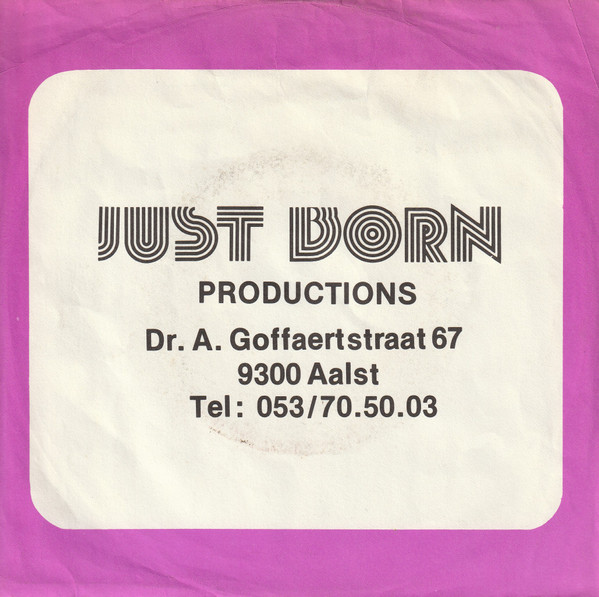 JUST BORN
PRODUCTIONS
Dr. A. Goffaertstraat 67
9300 Aalst
Tel: 053/70.50.03